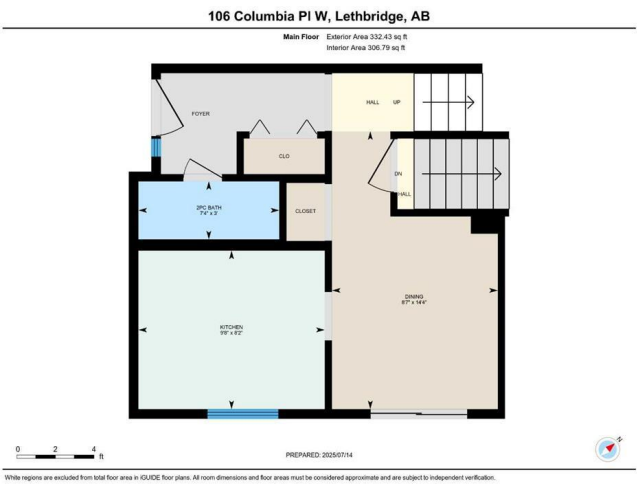 106 Columbia Pl W, Lethbridge, AB
Main Floor Exterior Area 332.43 sq ft
Interior Area 306.79 sq ft
FOYER
HALL UP
CLO
DN
HALL
2PC BATH
7'4" x 3'
CLOSET
DINING
8'7" x 14'4"
KITCHEN
9'8" x 8'2"
0 2 4
ft
PREPARED: 2025/07/14
N
White regions are excluded from total floor area in iGUIDE floor plans. All room dimensions and floor areas must be considered approximate and are subject to independent verification.